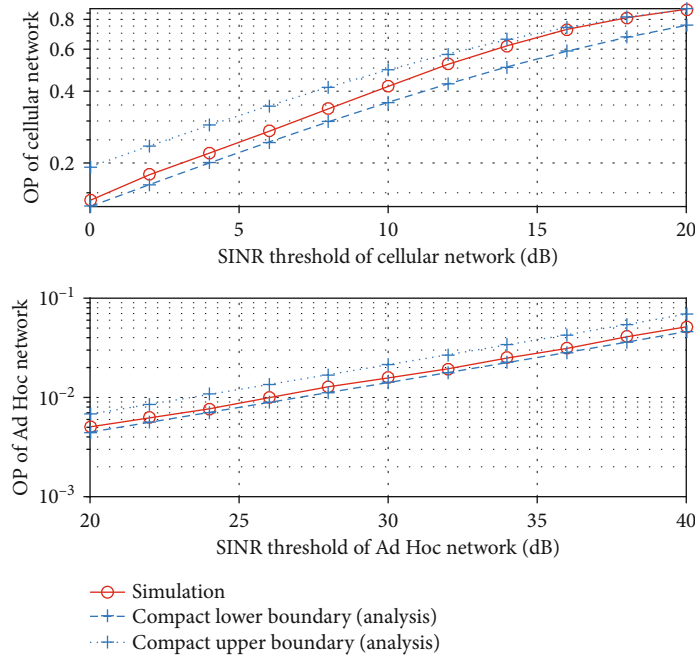 OP of cellular network
0.8
0.4
0.2
0 5 10 15 20
SINR threshold of cellular network (dB)
OP of Ad Hoc network
10⁻¹
10⁻²
10⁻³
20 25 30 35 40
SINR threshold of Ad Hoc network (dB)
Simulation
Compact lower boundary (analysis)
Compact upper boundary (analysis)